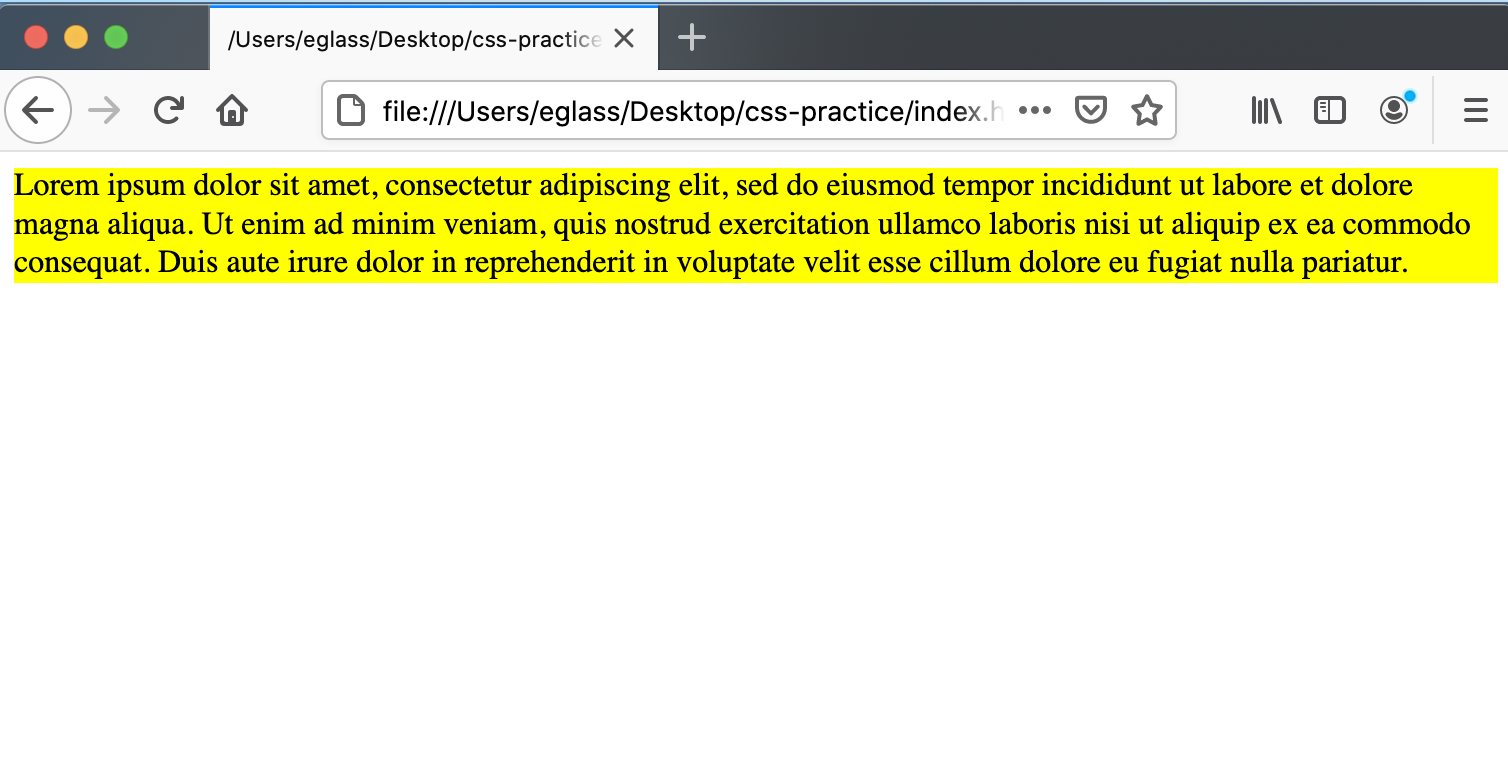 /Users/eglass/Desktop/css-practice
file:///Users/eglass/Desktop/css-practice/index.h
Lorem ipsum dolor sit amet, consectetur adipiscing elit, sed do eiusmod tempor incididunt ut labore et dolore
magna aliqua. Ut enim ad minim veniam, quis nostrud exercitation ullamco laboris nisi ut aliquip ex ea commodo
consequat. Duis aute irure dolor in reprehenderit in voluptate velit esse cillum dolore eu fugiat nulla pariatur.